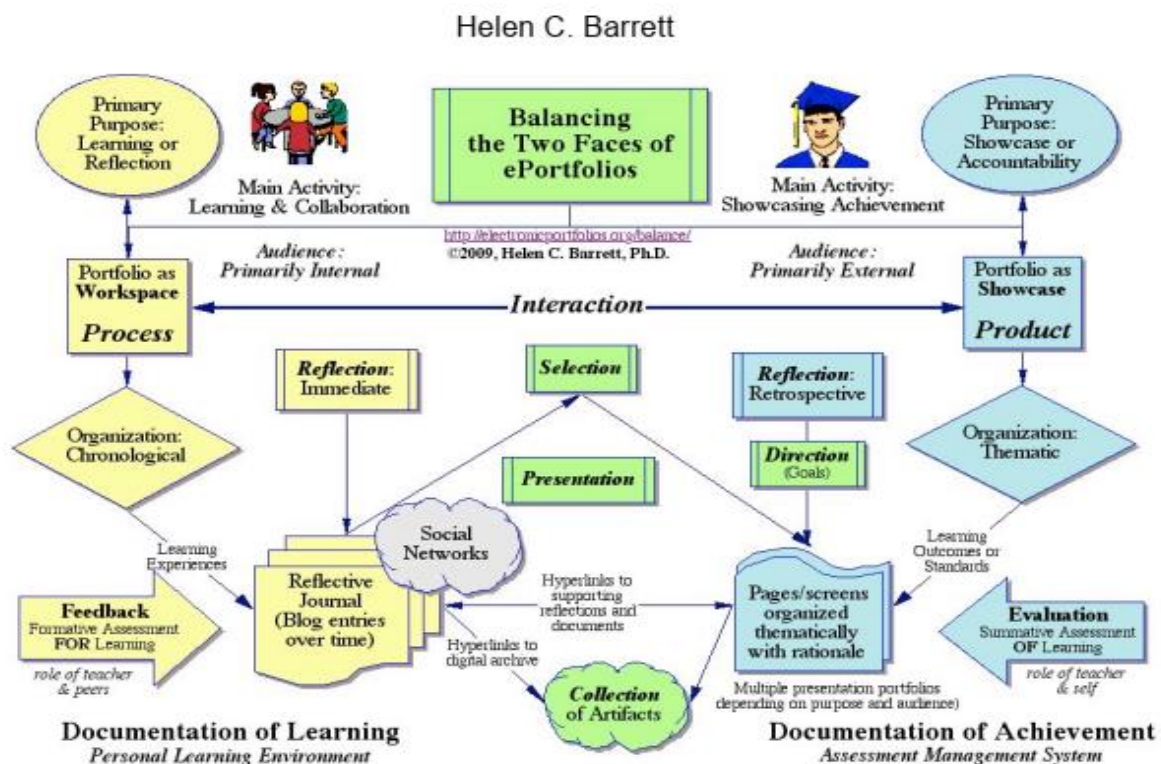 Helen C. Barrett
Primary
Purpose:
Learning or
Reflection
Main Activity:
Learning & Collaboration
Balancing
the Two Faces of
ePortfolios
http://electronicportfolios.org/balance/
©2009, Helen C. Barrett, Ph.D.
Main Activity:
Showcasing Achievement
Primary
Purpose:
Showcase or
Accountability
Audience:
Primarily Internal
Audience:
Primarily External
Portfolio as
Workspace
Process
Interaction
Portfolio as
Showcase
Product
Reflection:
Immediate
Selection
Reflection:
Retrospective
Organization:
Chronological
Presentation
Direction
(Goals)
Organization:
Thematic
Learning
Experiences
Social
Networks
Learning
Outcomes or
Standards
Feedback
Formative Assessment
FOR Learning
role of teacher
& peers
Reflective
Journal
(Blog entries
over time)
Hyperlinks to
supporting
reflections and
documents
Hyperlinks to
digital archive
Pages/screens
organized
thematically
with rationale
Evaluation
Summative Assessment
OF Learning
role of teacher
& self
Collection
of Artifacts
Multiple presentation portfolios
depending on purpose and audience)
Documentation of Learning
Personal Learning Environment
Documentation of Achievement
Assessment Management System